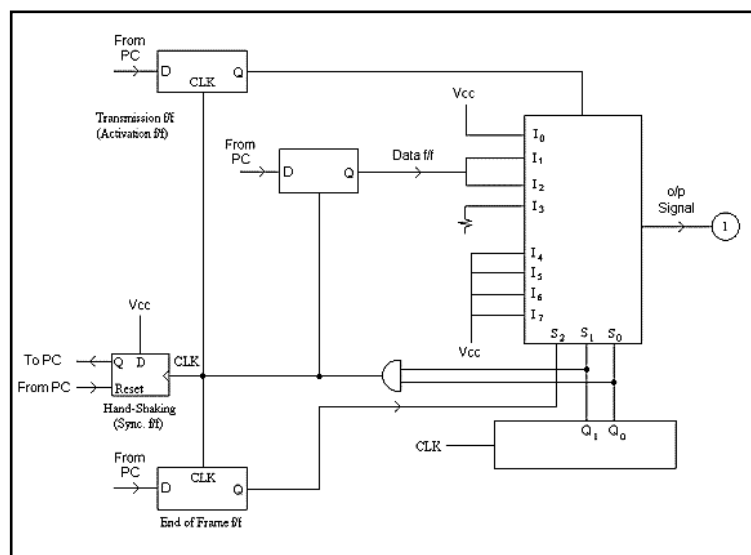 From
PC
D
Q
CLK
Transmission f/f
(Activation f/f)
Vcc
From
PC
D
Q
Data f/f
I0
I1
I2
I3
I4
I5
I6
I7
Vcc
S2 S1 S0
o/p
Signal
1
Vcc
To PC
From PC
Q D
Reset
CLK
Hand-Shaking
(Sync. f/f)
From
PC
D
CLK
Q
End of Frame f/f
CLK
Q1 Q0